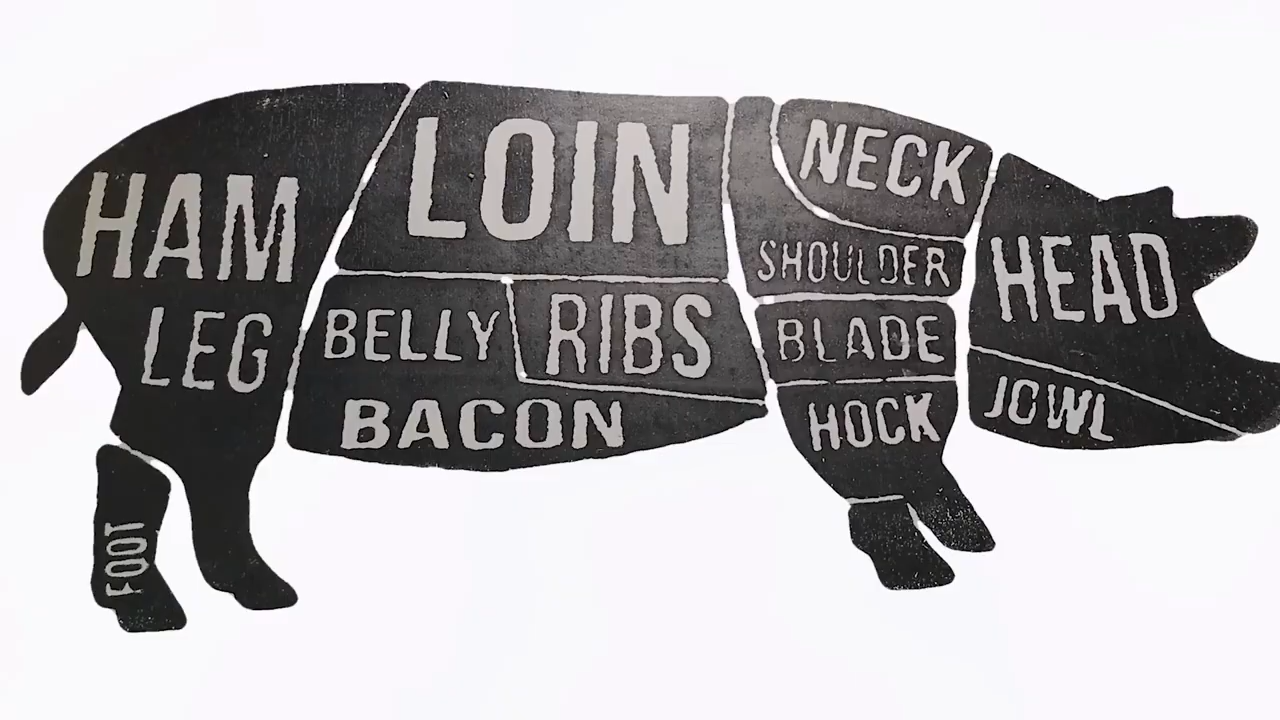 HAM
LEG
FOOT
LOIN
BELLY
RIBS
BACON
NECK
SHOULDER
BLADE
HOCK
HEAD
JOWL